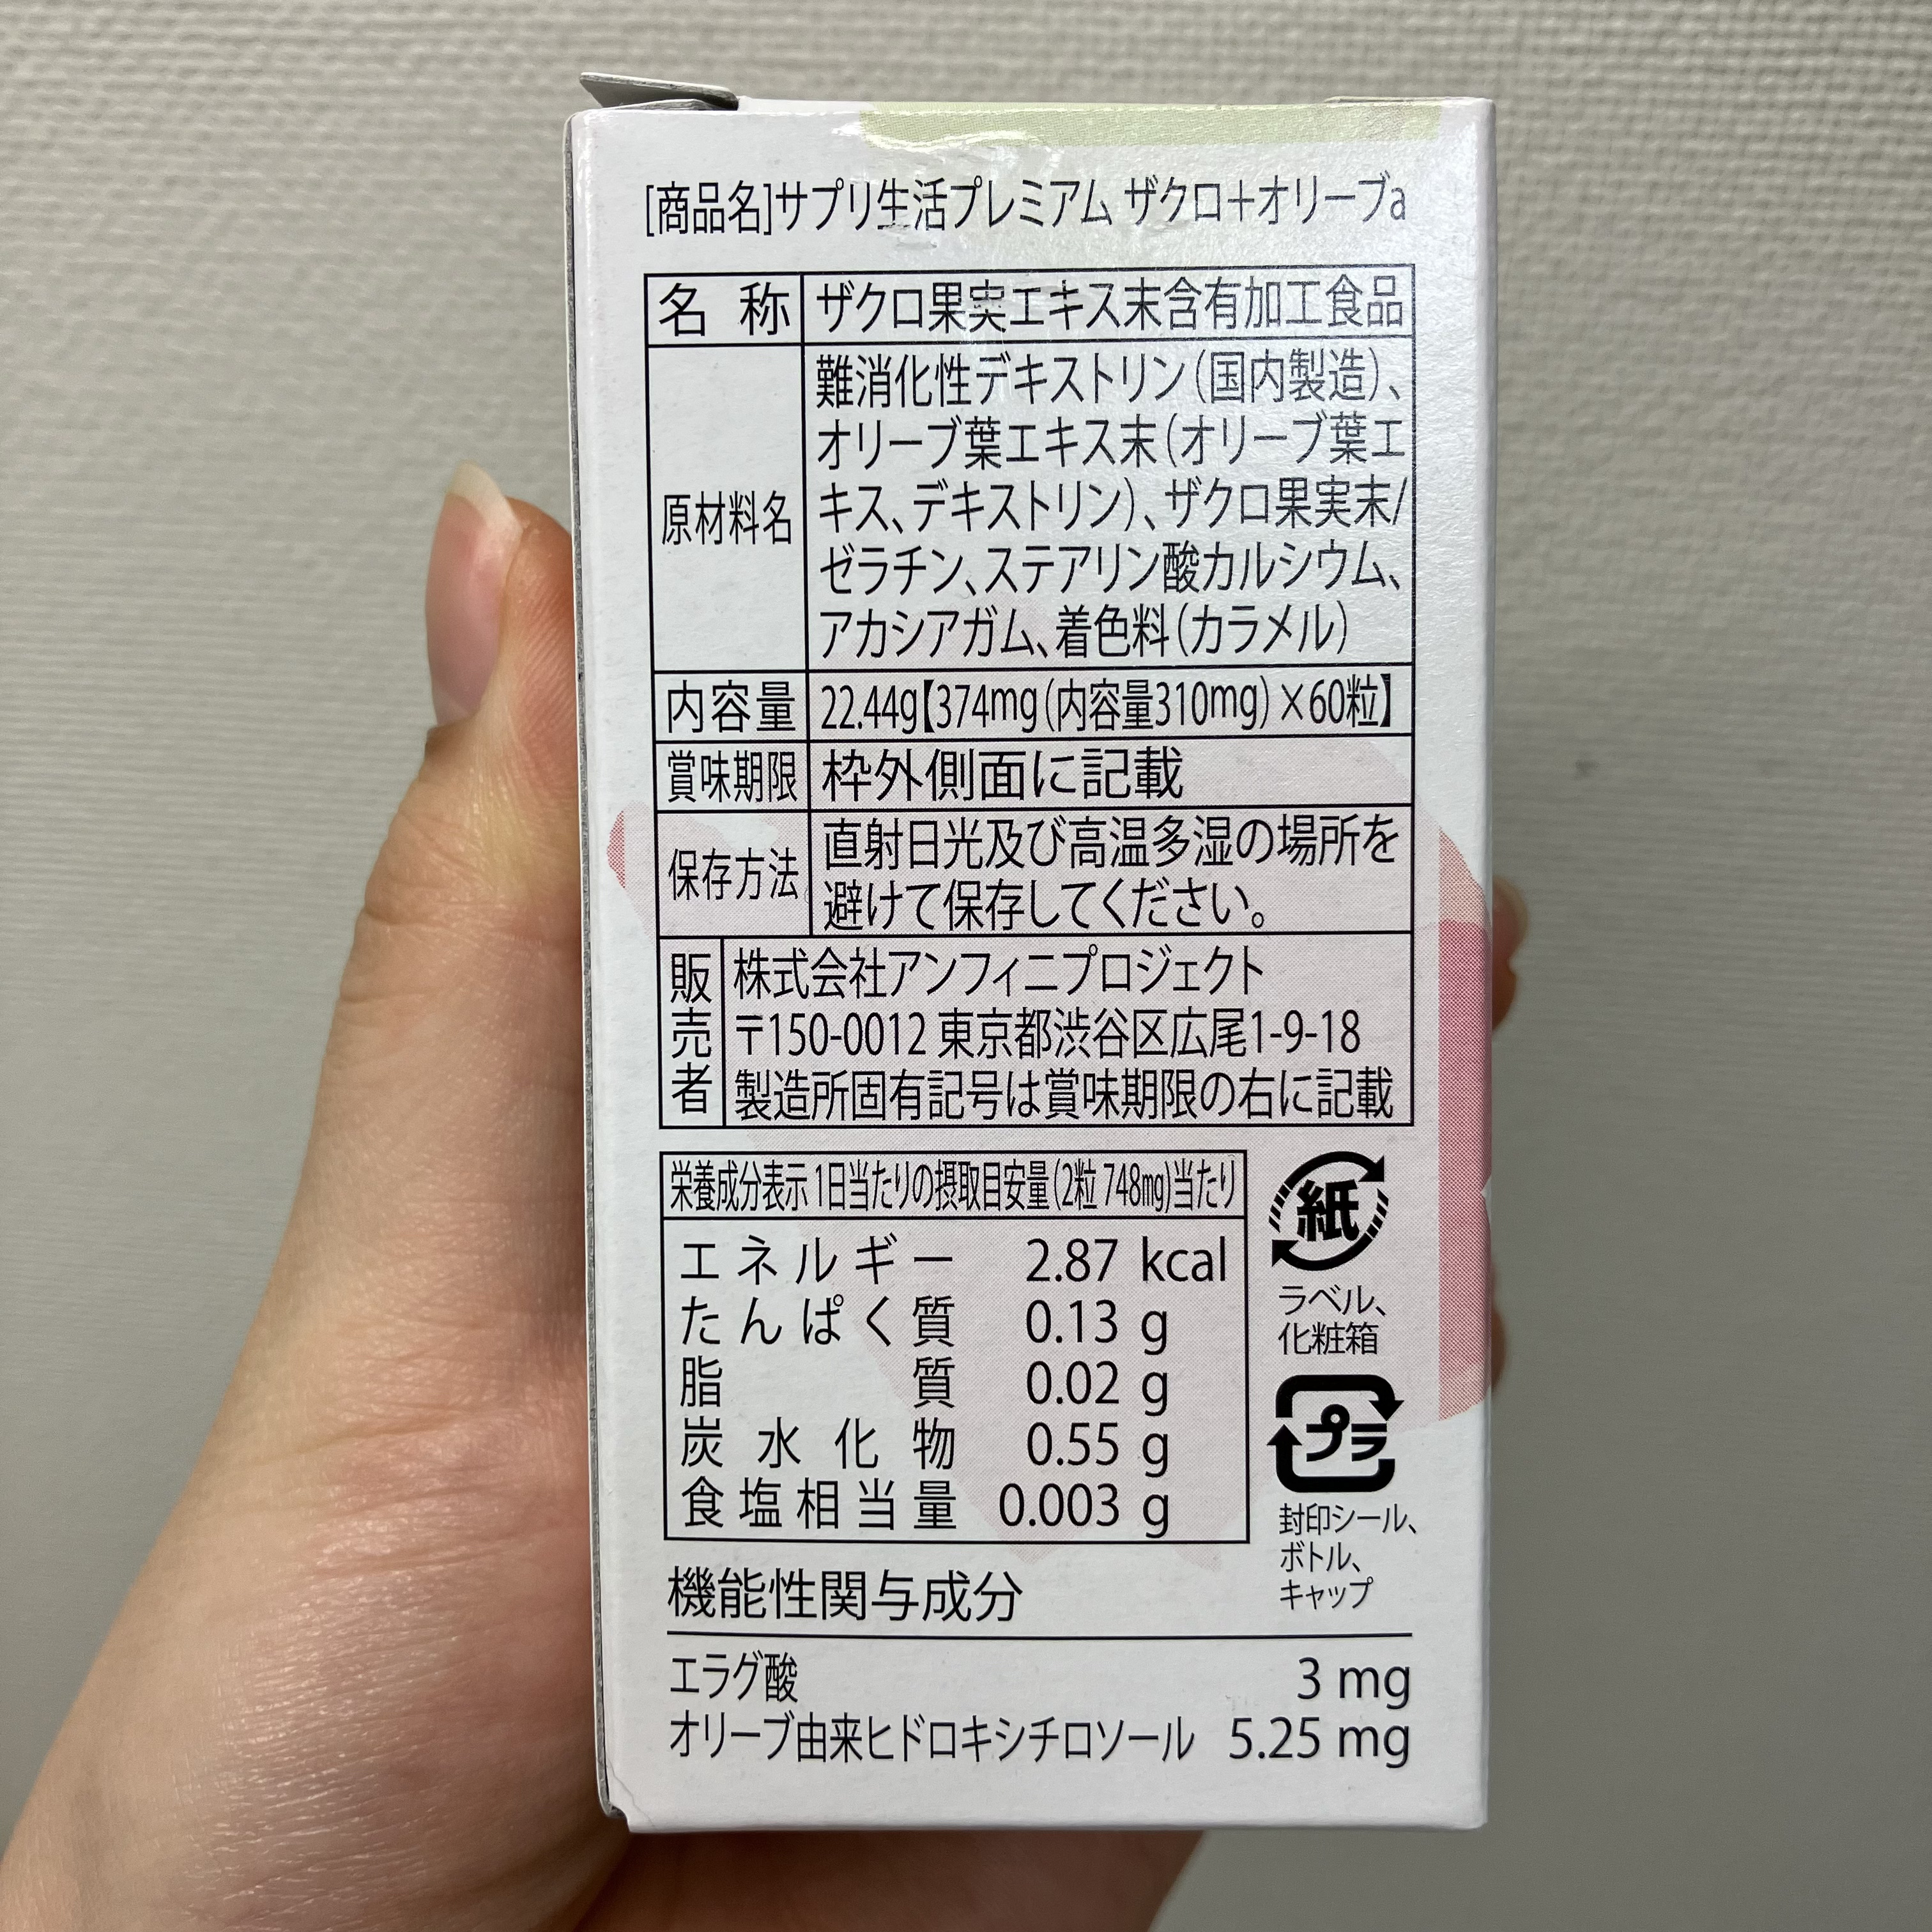 [商品名]サプリ生活プレミアム ザクロ＋オリーブa
名称 ザクロ果実エキス末含有加工食品
原材料名 難消化性デキストリン(国内製造)、
オリーブ葉エキス末(オリーブ葉エ
キス、デキストリン)、ザクロ果実末/
ゼラチン、ステアリン酸カルシウム、
アカシアガム、着色料(カラメル)
内容量 22.44g【374mg(内容量310mg)×60粒】
賞味期限 枠外側面に記載
保存方法 直射日光及び高温多湿の場所を
避けて保存してください。
販売者 株式会社アンフィニプロジェクト
〒150-0012 東京都渋谷区広尾1-9-18
製造所固有記号は賞味期限の右に記載
栄養成分表示 1日当たりの摂取目安量(2粒 748㎎)当たり
エネルギー 2.87 kcal
たんぱく質 0.13 g
脂質 0.02 g
炭水化物 0.55 g
食塩相当量 0.003 g
紙
ラベル、
化粧箱
プラ
封印シール、
ボトル、
キャップ
機能性関与成分
エラグ酸 3 mg
オリーブ由来ヒドロキシチロソール 5.25 mg